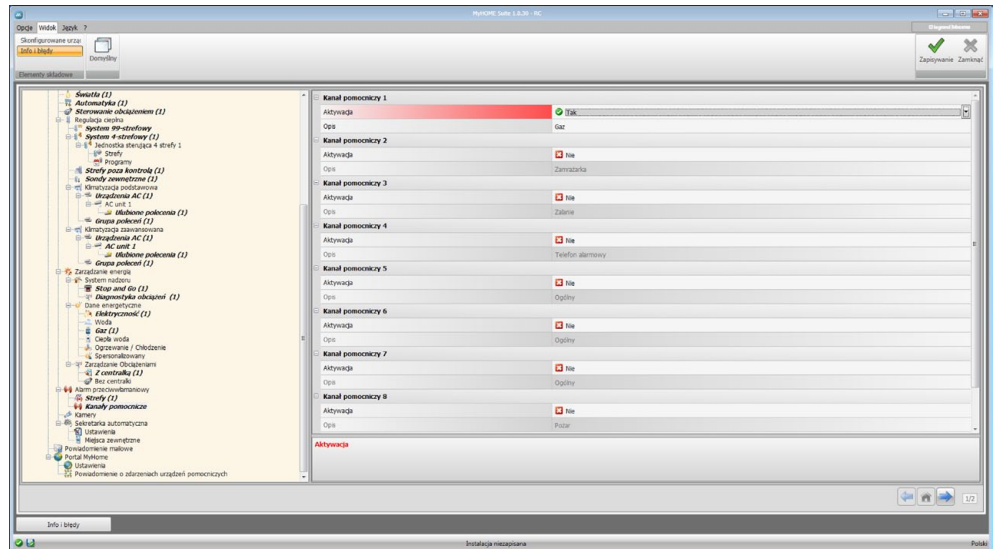 MyHOME Suite 1.0.36 - RC
Opcje Widok Język ?
Skonfigurowane urzą
Info i błędy
Domyślny
Elementy składowe
Zapisywanie Zamknąć
Światła (1)
Automatyka (1)
Sterowanie obciążeniem (1)
Regulacja cieplna
System 99-strefowy
System 4-strefowy (1)
Jednostka sterująca 4 strefy 1
Strefy
Programy
Strefy poza kontrolą (1)
Sondy zewnętrzne (1)
Klimatyzacja podstawowa
Urządzenia AC (1)
AC unit 1
Ulubione polecenia (1)
Grupa poleceń (1)
Klimatyzacja zaawansowana
Urządzenia AC (1)
AC unit 1
Ulubione polecenia (1)
Grupa poleceń (1)
Zarządzanie energią
System nadzoru
Stop and Go (1)
Diagnostyka obciążeń (1)
Dane energetyczne
Elektryczność (1)
Woda
Gaz (1)
Ciepła woda
Ogrzewanie / Chłodzenie
Spersonalizowany
Zarządzanie Obciążeniami
Z centralką (1)
Bez centralki
Alarm przeciwwłamaniowy
Strefy (1)
Kanały pomocnicze
Kamery
Sekretarka automatyczna
Ustawienia
Miejsca zewnętrzne
Powiadomienie mailowe
Portal MyHome
Ustawienia
Powiadomienie o zdarzeniach urządzeń pomocniczych
Kanał pomocniczy 1
Aktywacja Tak
Opis Gaz
Kanał pomocniczy 2
Aktywacja Nie
Opis Zamrażarka
Kanał pomocniczy 3
Aktywacja Nie
Opis Zalanie
Kanał pomocniczy 4
Aktywacja Nie
Opis Telefon alarmowy
Kanał pomocniczy 5
Aktywacja Nie
Opis Ogólny
Kanał pomocniczy 6
Aktywacja Nie
Opis Ogólny
Kanał pomocniczy 7
Aktywacja Nie
Opis Ogólny
Kanał pomocniczy 8
Aktywacja Nie
Opis Pożar
Aktywacja
1/2
Info i błędy
Instalacja niezapisana
Polski